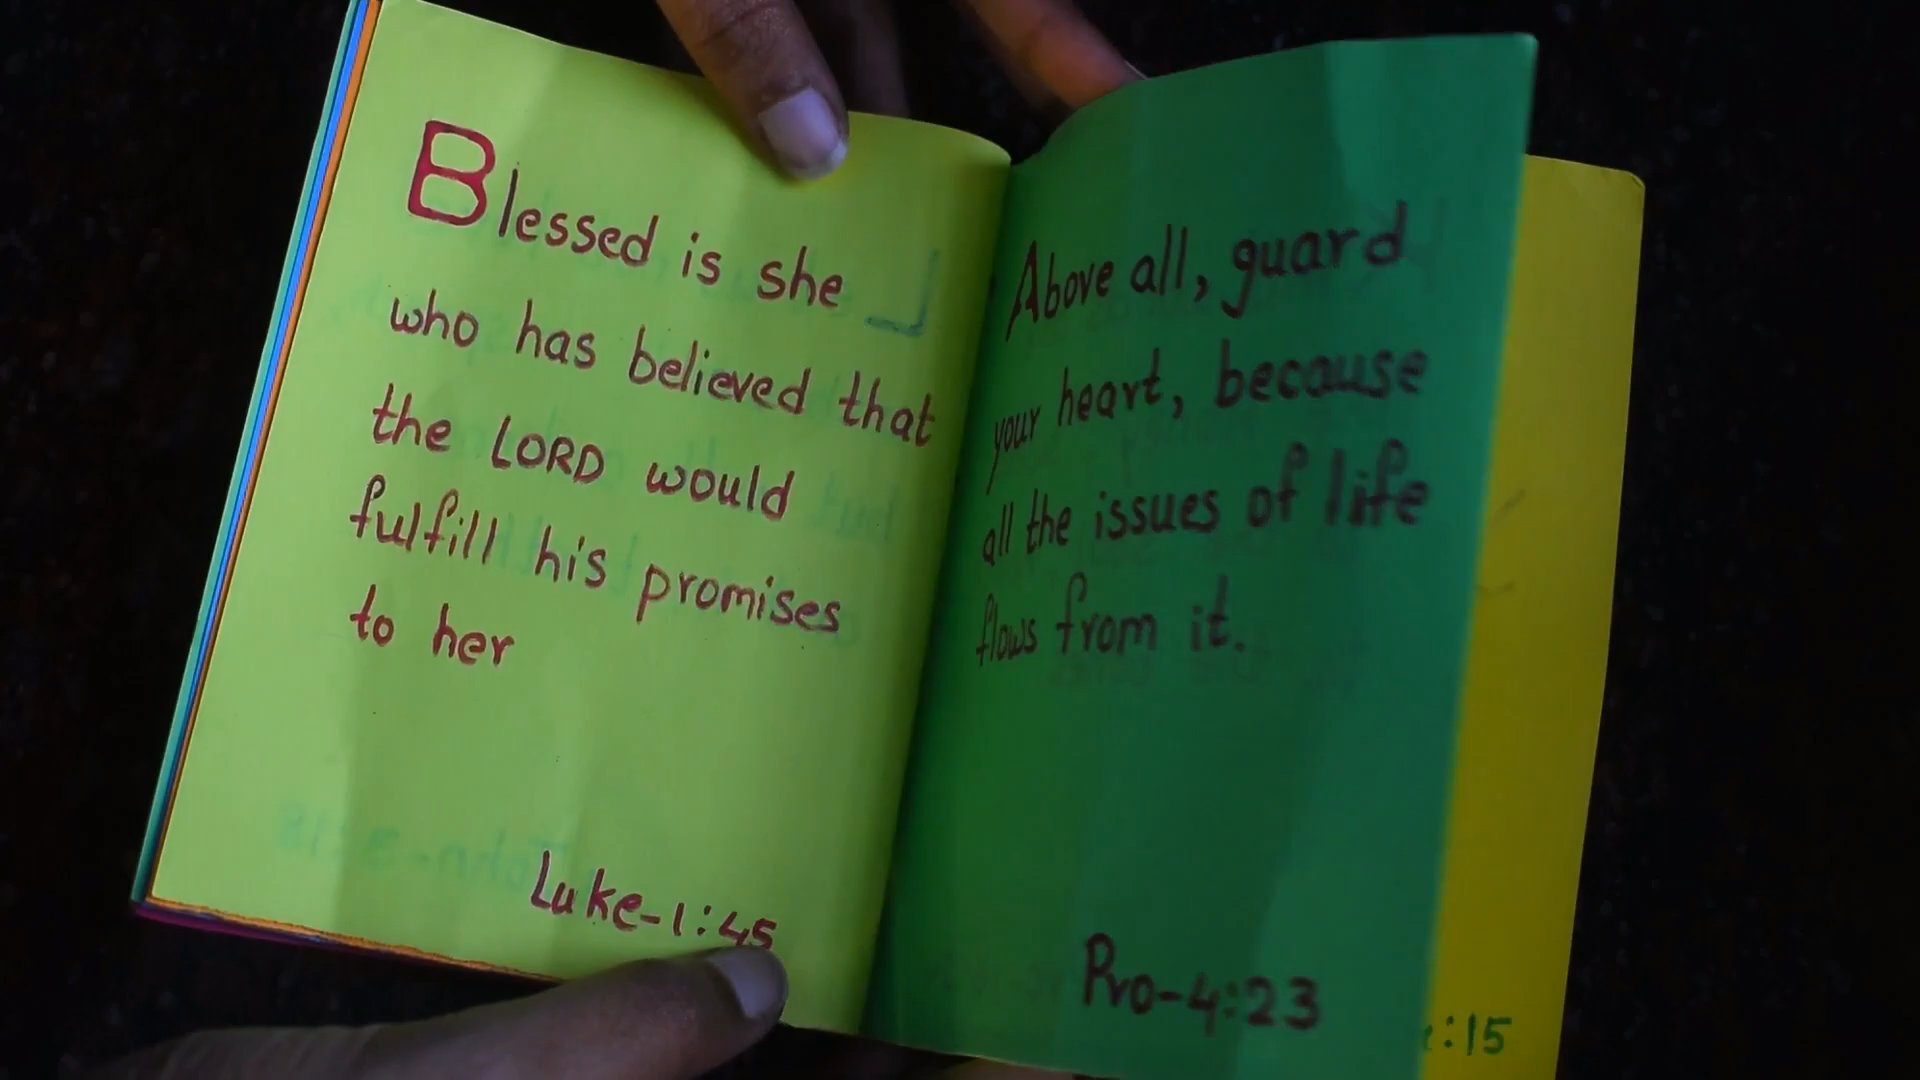 Blessed is she
who has believed that
the LORD would
fulfill his promises
to her
Luke-1:45
Above all, guard
your heart, because
all the issues of life
flows from it.
Pro-4:23
:15